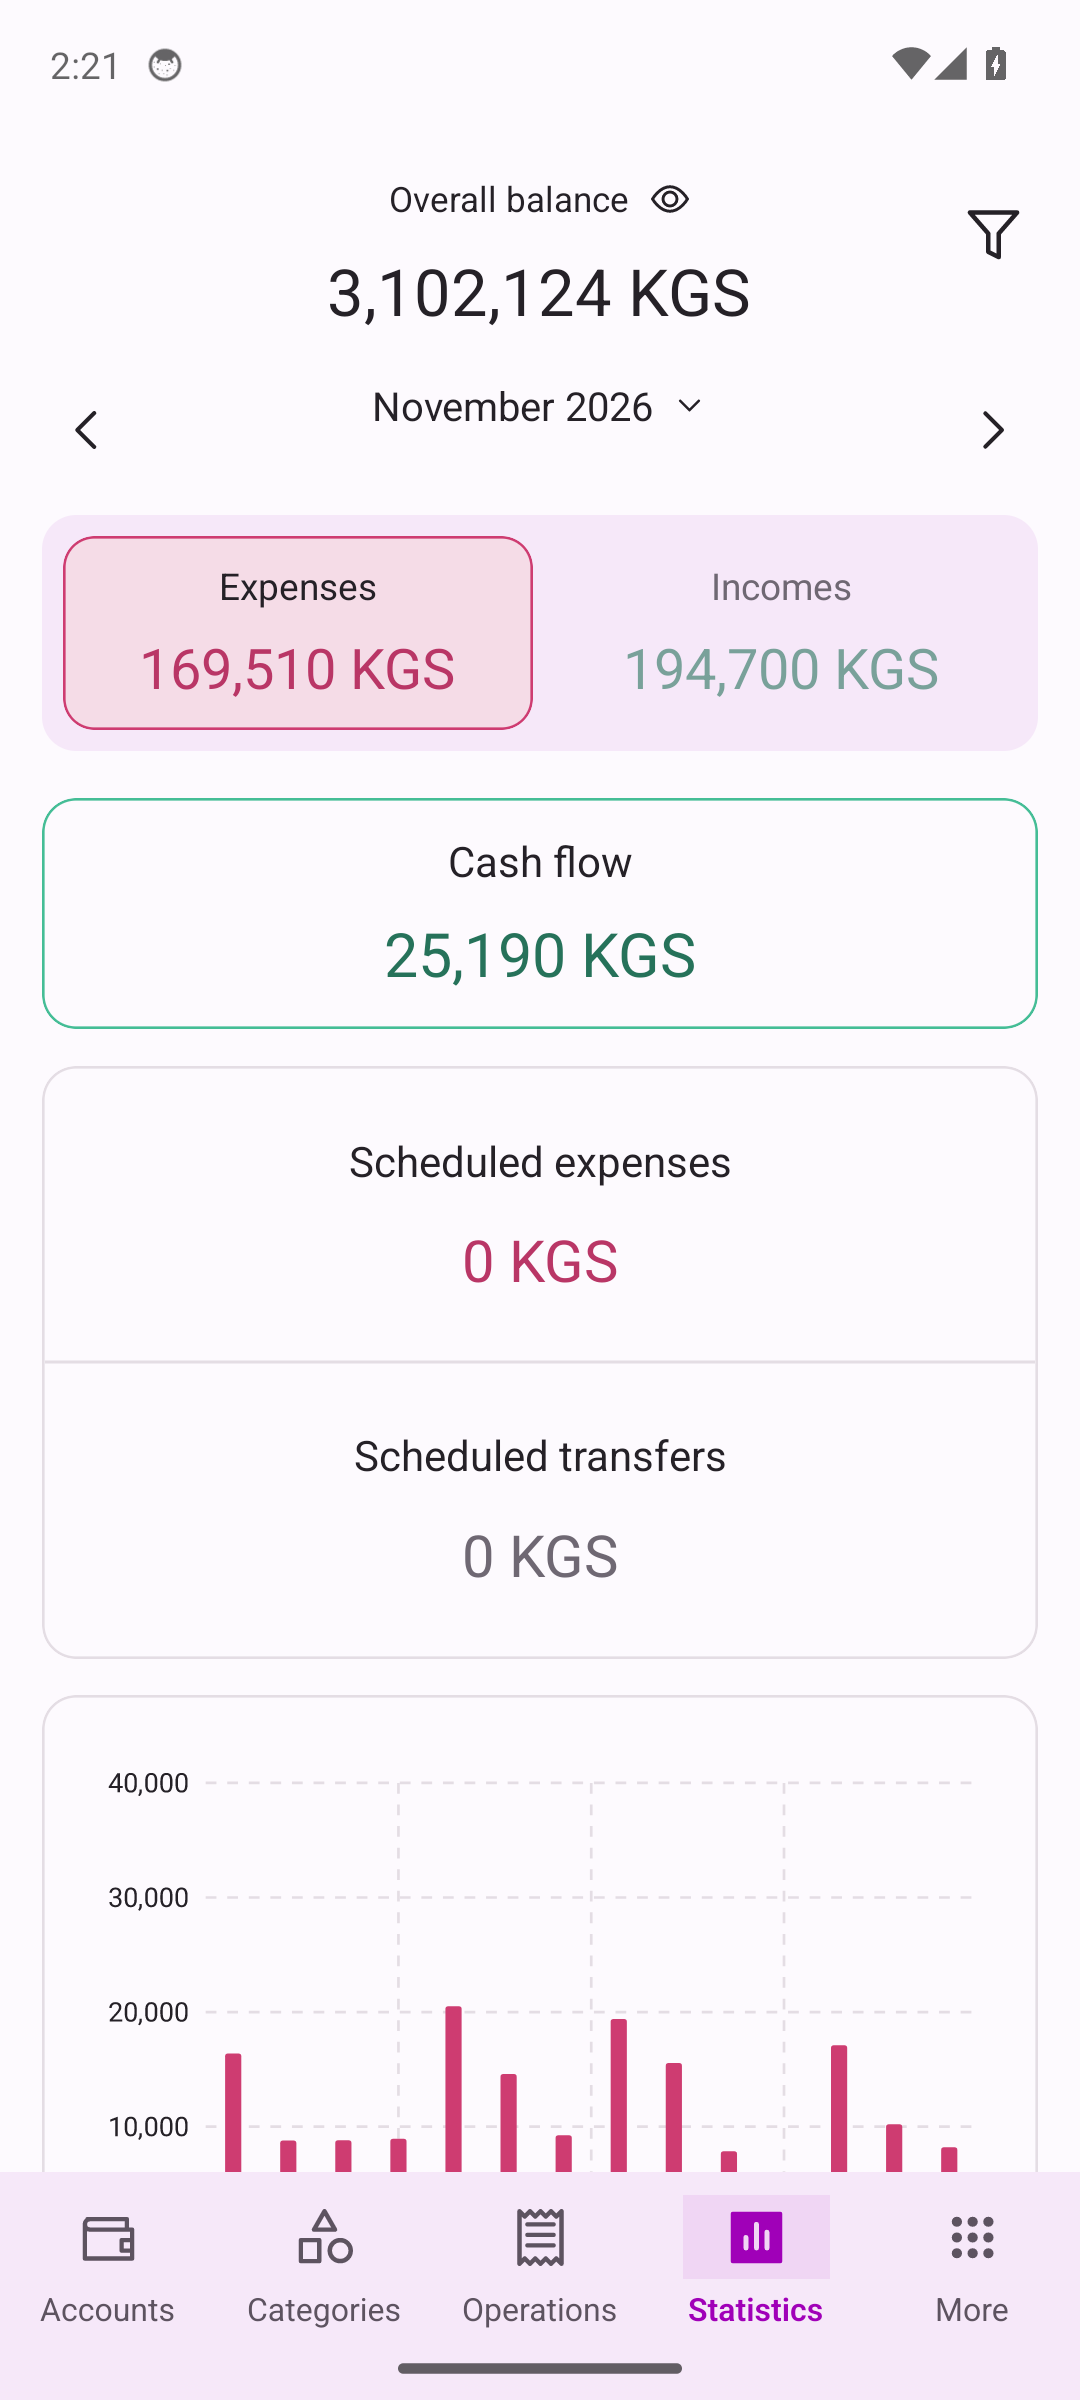 2:21
Overall balance
3,102,124 KGS
November 2026
Expenses
169,510 KGS
Incomes
194,700 KGS
Cash flow
25,190 KGS
Scheduled expenses
0 KGS
Scheduled transfers
0 KGS
40,000
30,000
20,000
10,000
Accounts
Categories
Operations
Statistics
More